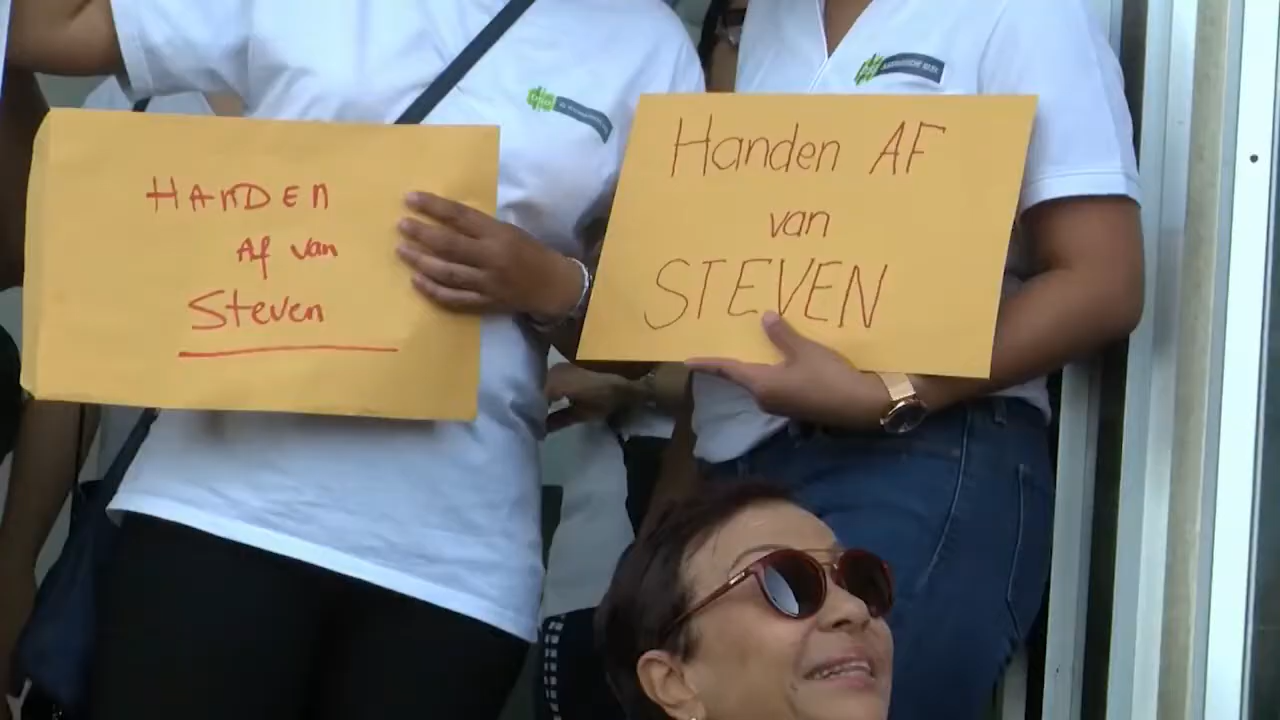 HANDEN
Af van
Steven
Handen AF
van
STEVEN